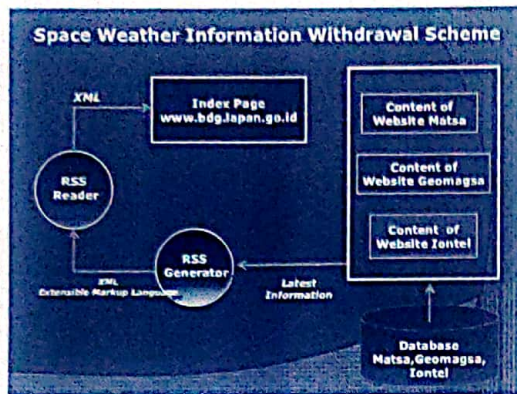 Space Weather Information Withdrawal Scheme
XML
Index Page
www.bdg.lapan.go.id
Content of
Website Matsa
Content of
Website Geomagsa
Content of
Website Iontel
RSS
Reader
RSS
Generator
XML
Extensible Markup Language
Latest
Information
Database
Matsa,Geomagsa,
Iontel